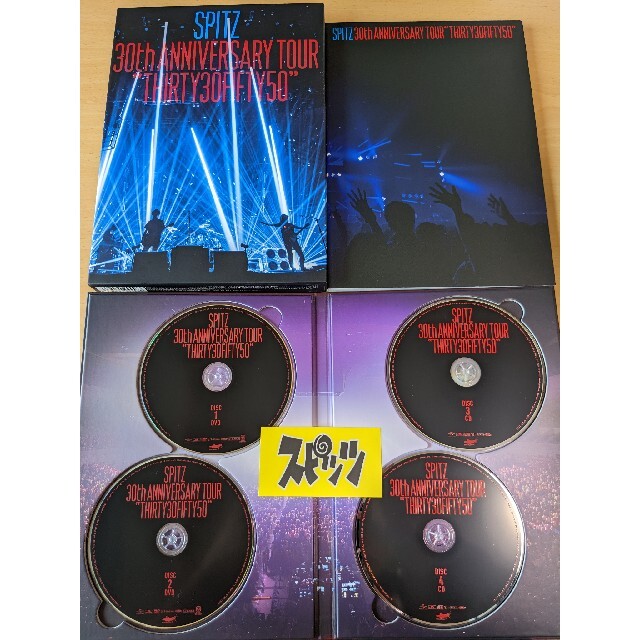 SPITZ
30th ANNIVERSARY TOUR
"THIRTY30FIFTY50"
SPITZ 30th ANNIVERSARY TOUR "THIRTY30FIFTY50"
SPITZ
30th ANNIVERSARY TOUR
"THIRTY30FIFTY50"
DISC
1
DVD
SPITZ
30th ANNIVERSARY TOUR
"THIRTY30FIFTY50"
DISC
3
CD
スピッツ
SPITZ
30th ANNIVERSARY TOUR
"THIRTY30FIFTY50"
DISC
2
DVD
SPITZ
30th ANNIVERSARY TOUR
"THIRTY30FIFTY50"
DISC
4
CD